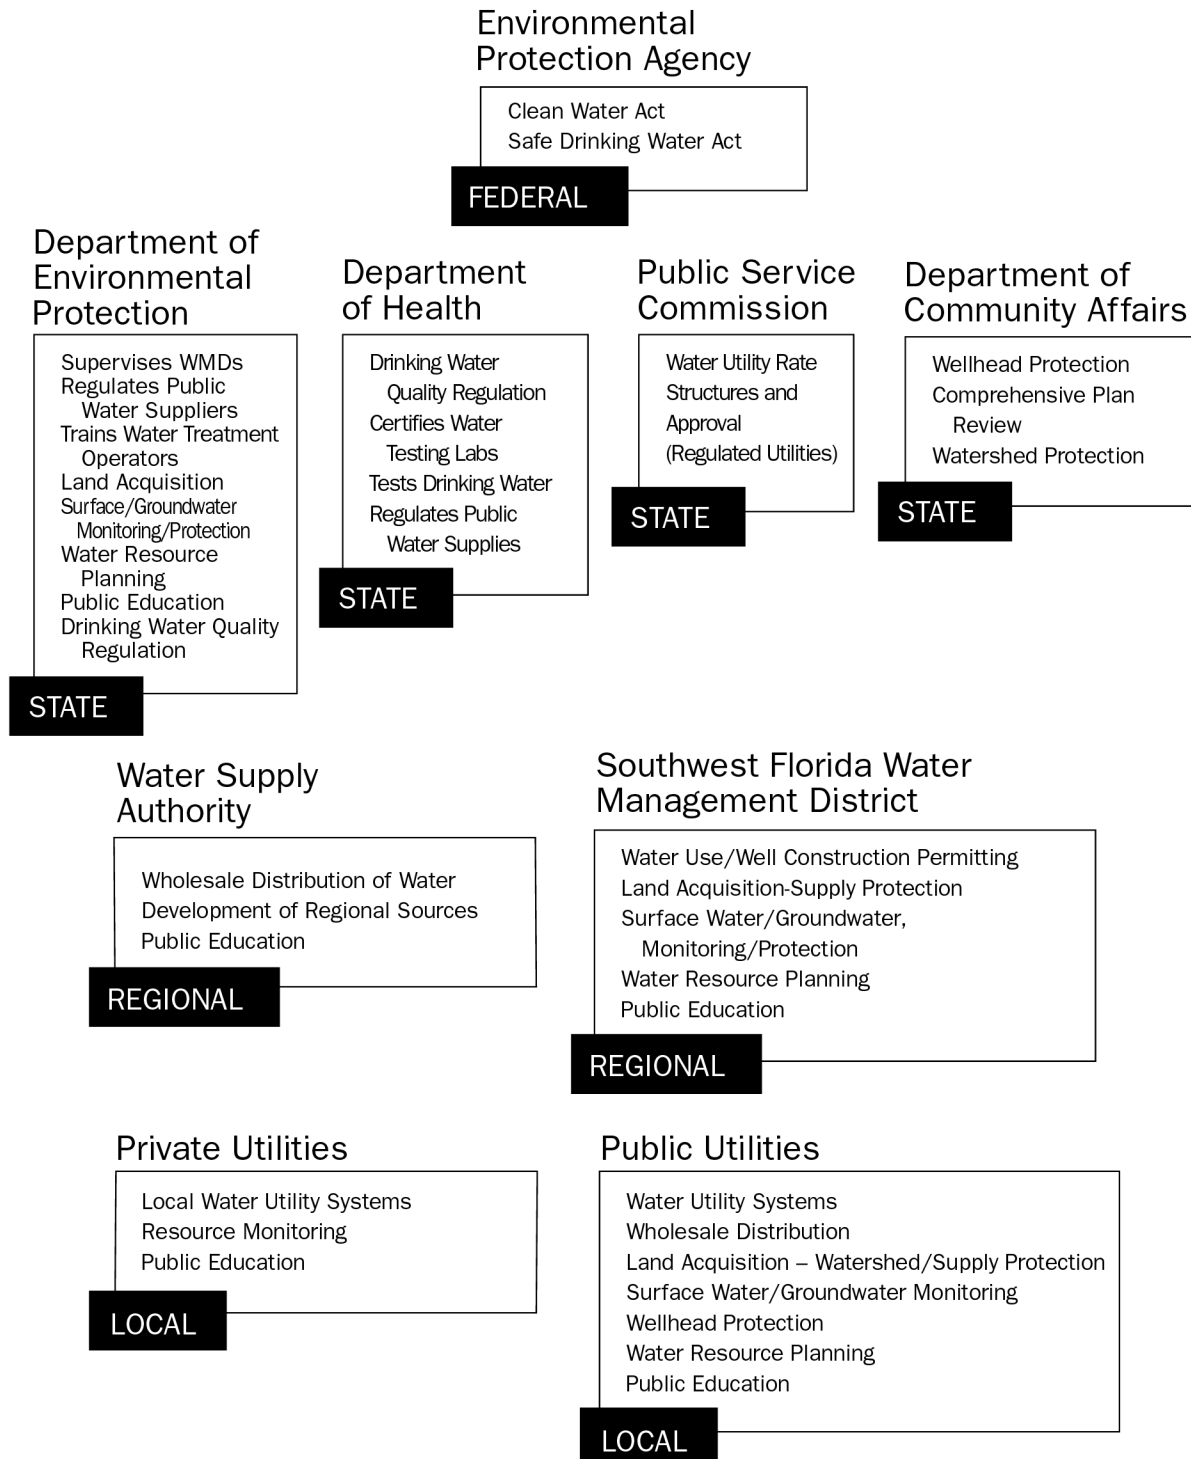 Environmental
Protection Agency
Clean Water Act
Safe Drinking Water Act
FEDERAL
Department of
Environmental
Protection
Supervises WMDs
Regulates Public
Water Suppliers
Trains Water Treatment
Operators
Land Acquisition
Surface/Groundwater
Monitoring/Protection
Water Resource
Planning
Public Education
Drinking Water Quality
Regulation
STATE
Department
of Health
Drinking Water
Quality Regulation
Certifies Water
Testing Labs
Tests Drinking Water
Regulates Public
Water Supplies
STATE
Public Service
Commission
Water Utility Rate
Structures and
Approval
(Regulated Utilities)
STATE
Department of
Community Affairs
Wellhead Protection
Comprehensive Plan
Review
Watershed Protection
STATE
Water Supply
Authority
Wholesale Distribution of Water
Development of Regional Sources
Public Education
REGIONAL
Southwest Florida Water
Management District
Water Use/Well Construction Permitting
Land Acquisition-Supply Protection
Surface Water/Groundwater,
Monitoring/Protection
Water Resource Planning
Public Education
REGIONAL
Private Utilities
Local Water Utility Systems
Resource Monitoring
Public Education
LOCAL
Public Utilities
Water Utility Systems
Wholesale Distribution
Land Acquisition – Watershed/Supply Protection
Surface Water/Groundwater Monitoring
Wellhead Protection
Water Resource Planning
Public Education
LOCAL